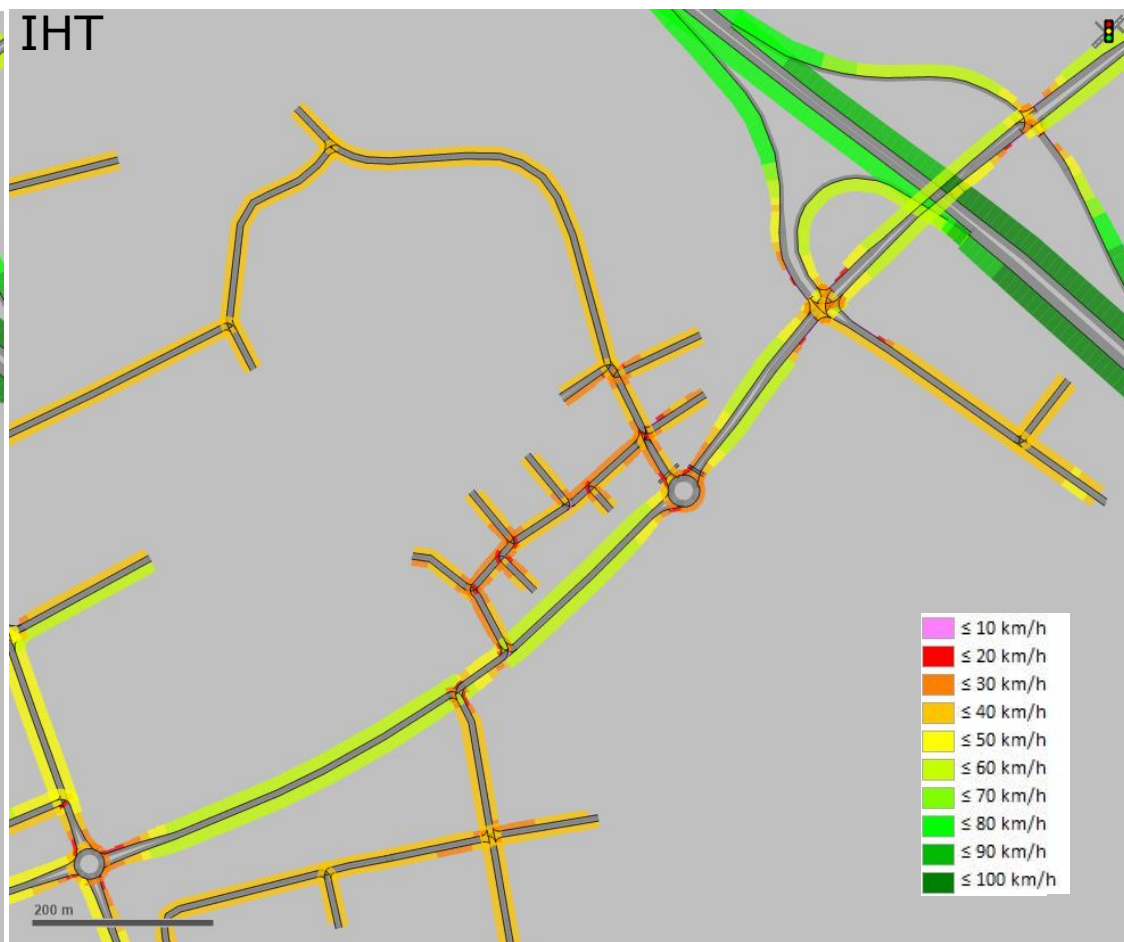 IHT
≤ 10 km/h
≤ 20 km/h
≤ 30 km/h
≤ 40 km/h
≤ 50 km/h
≤ 60 km/h
≤ 70 km/h
≤ 80 km/h
≤ 90 km/h
≤ 100 km/h
200 m